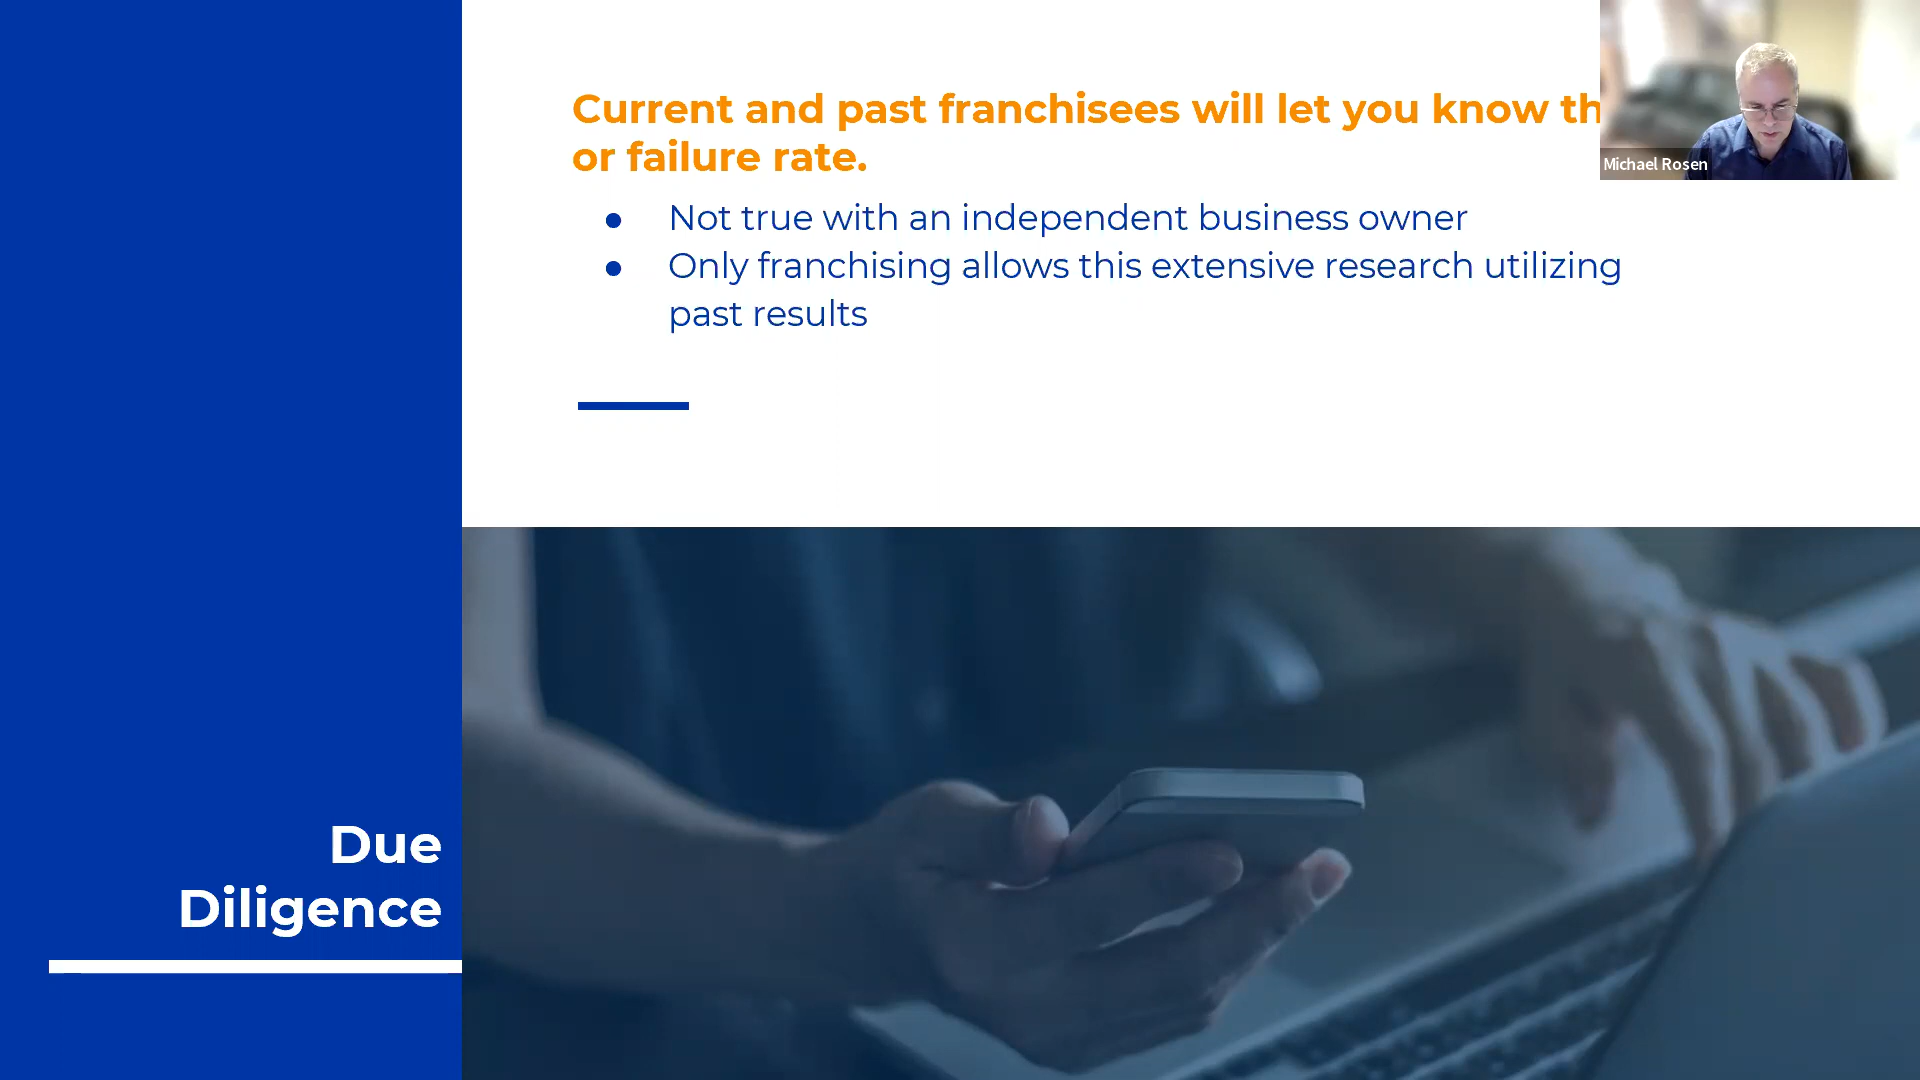 Current and past franchisees will let you know
or failure rate.
● Not true with an independent business owner
● Only franchising allows this extensive research utilizing
past results
Michael Rosen
Due
Diligence